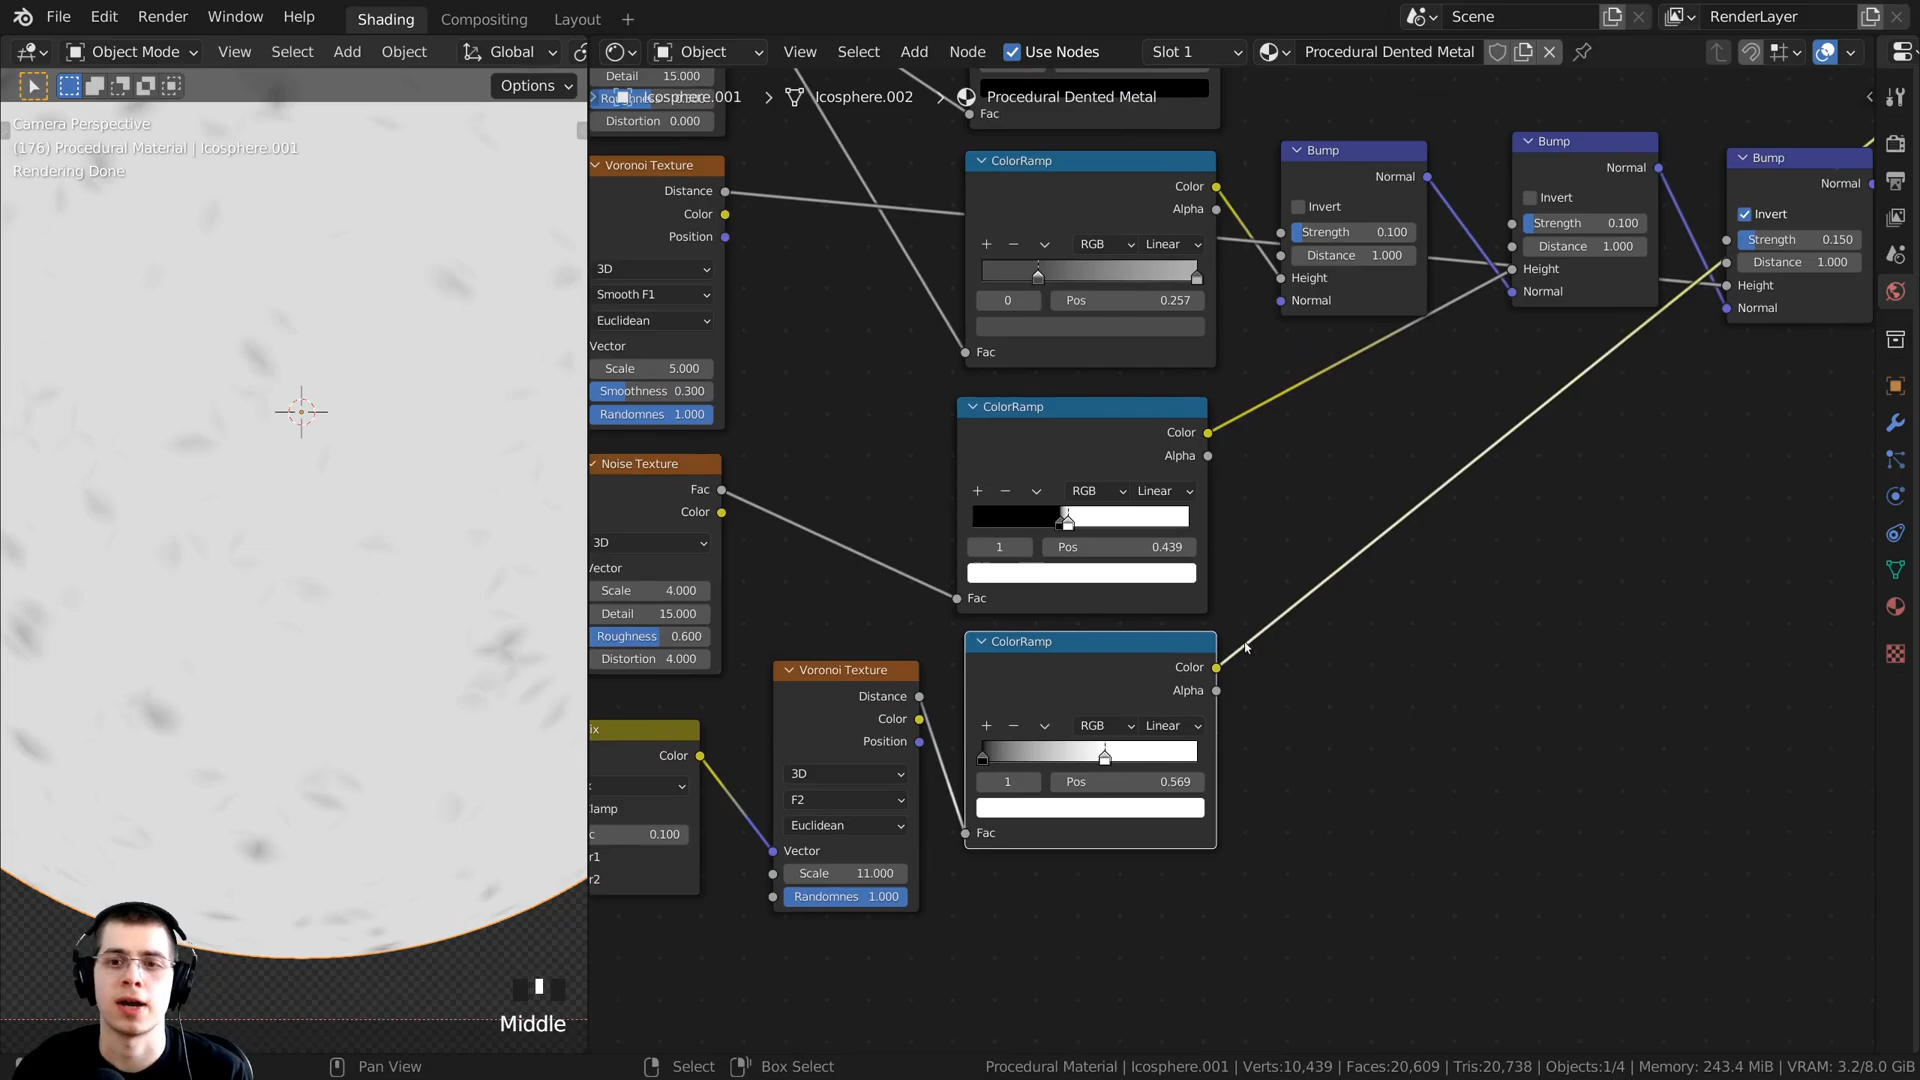 File Edit Render Window Help Shading Compositing Layout + Scene RenderLayer
Object Mode View Select Add Object Global Object View Select Add Node Use Nodes Slot 1 Procedural Dented Metal
Options
Icosphere.001 > Icosphere.002 > Procedural Dented Metal
Camera Perspective
(176) Procedural Material | Icosphere.001
Rendering Done
Detail 15.000
Distortion 0.000
Fac
Voronoi Texture
Distance
Color
Position
3D
Smooth F1
Euclidean
Vector
Scale 5.000
Smoothness 0.300
Randomnes 1.000
Noise Texture
Fac
Color
3D
Vector
Scale 4.000
Detail 15.000
Roughness 0.600
Distortion 4.000
ix
Color
lamp
c 0.100
r1
r2
Voronoi Texture
Distance
Color
Position
3D
F2
Euclidean
Vector
Scale 11.000
Randomnes 1.000
ColorRamp
Color
Alpha
+ − RGB Linear
0 Pos 0.257
Fac
ColorRamp
Color
Alpha
+ − RGB Linear
1 Pos 0.439
Fac
ColorRamp
Color
Alpha
+ − RGB Linear
1 Pos 0.569
Fac
Bump
Normal
Invert
Strength 0.100
Distance 1.000
Height
Normal
Bump
Normal
Invert
Strength 0.100
Distance 1.000
Height
Normal
Bump
Normal
Invert
Strength 0.150
Distance 1.000
Height
Normal
Middle
Pan View Select Box Select Procedural Material | Icosphere.001 | Verts:10,439 | Faces:20,609 | Tris:20,738 | Objects:1/4 | Memory: 243.4 MiB | VRAM: 3.2/8.0 GiB